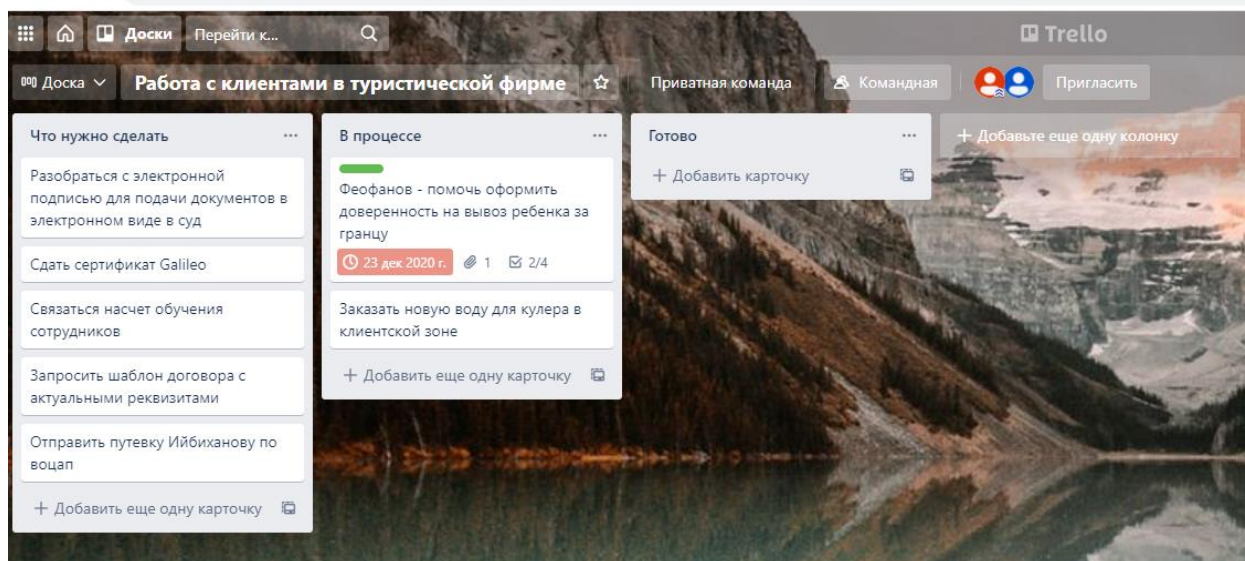 Доски
Перейти к...
Trello
Доска
Работа с клиентами в туристической фирме
Приватная команда
Командная
Пригласить
Что нужно сделать
Разобраться с электронной
подписью для подачи документов в
электронном виде в суд
Сдать сертификат Galileo
Связаться насчет обучения
сотрудников
Запросить шаблон договора с
актуальными реквизитами
Отправить путевку Ийбиханову по
воцап
+ Добавить еще одну карточку
В процессе
Феофанов - помочь оформить
доверенность на вывоз ребенка за
гранцу
23 дек 2020 г. 1 2/4
Заказать новую воду для кулера в
клиентской зоне
+ Добавить еще одну карточку
Готово
+ Добавить карточку
+ Добавьте еще одну колонку